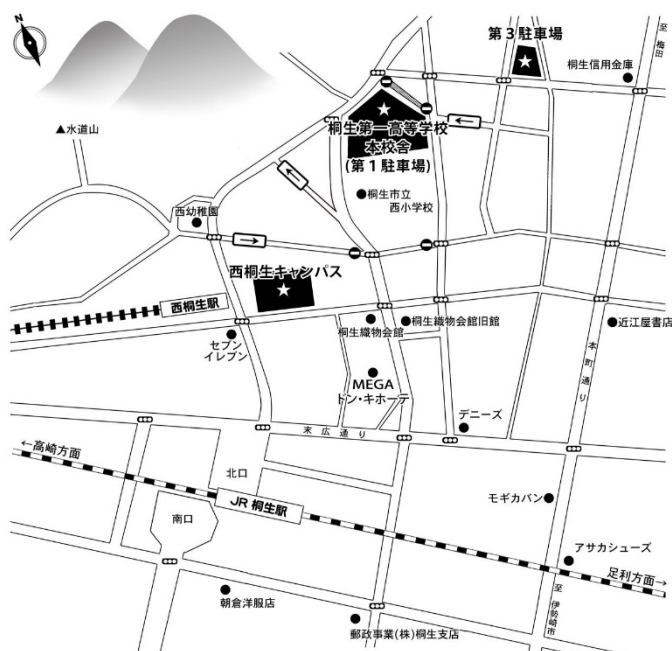 N
第3駐車場
至
梅
田
桐生信用金庫
▲水道山
桐生第一高等学校
本校舎
(第1駐車場)
桐生市立
西小学校
西幼稚園
西桐生キャンパス
西桐生駅
セブン
イレブン
桐生織物会館
桐生織物会館旧館
近江屋書店
本町通り
MEGA
ドン・キホーテ
デニーズ
末広通り
←高崎方面
北口
JR 桐生駅
南口
モギカバン
アサカシューズ
足利方面→
至
伊勢崎市
朝倉洋服店
郵政事業(株)桐生支店